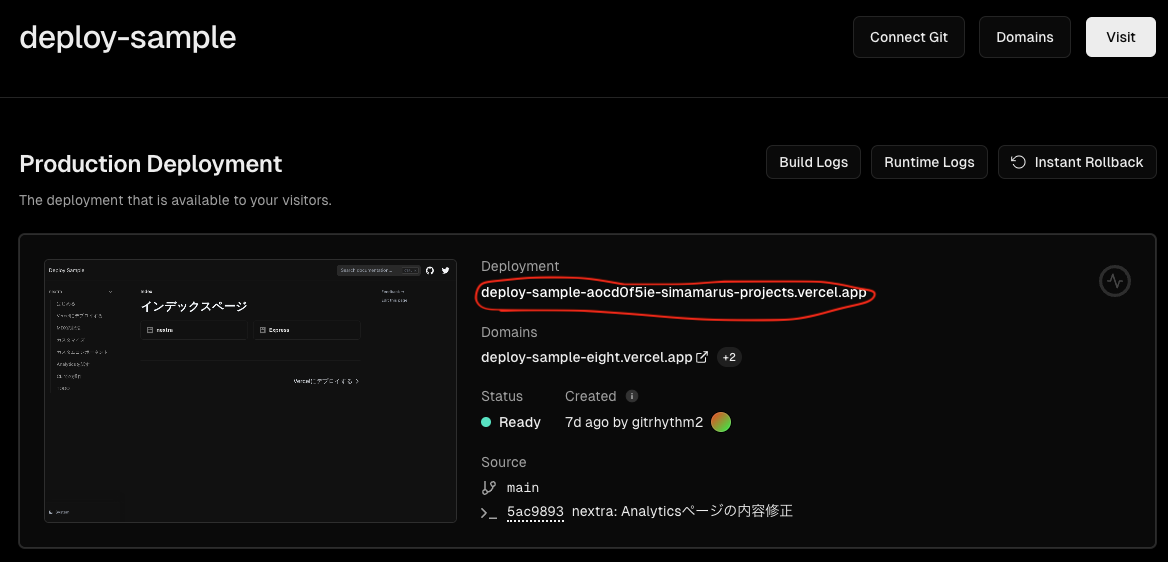 deploy-sample
Connect Git
Domains
Visit
Production Deployment
Build Logs
Runtime Logs
Instant Rollback
The deployment that is available to your visitors.
Deploy Sample
Search documentation...
Index
インデックスページ
nextra
Express
Vercelにデプロイする
Deployment
deploy-sample-aocd0f5ie-simamarus-projects.vercel.app
Domains
deploy-sample-eight.vercel.app
+2
Status
Created
Ready
7d ago by gitrhythm2
Source
main
5ac9893 nextra: Analyticsページの内容修正